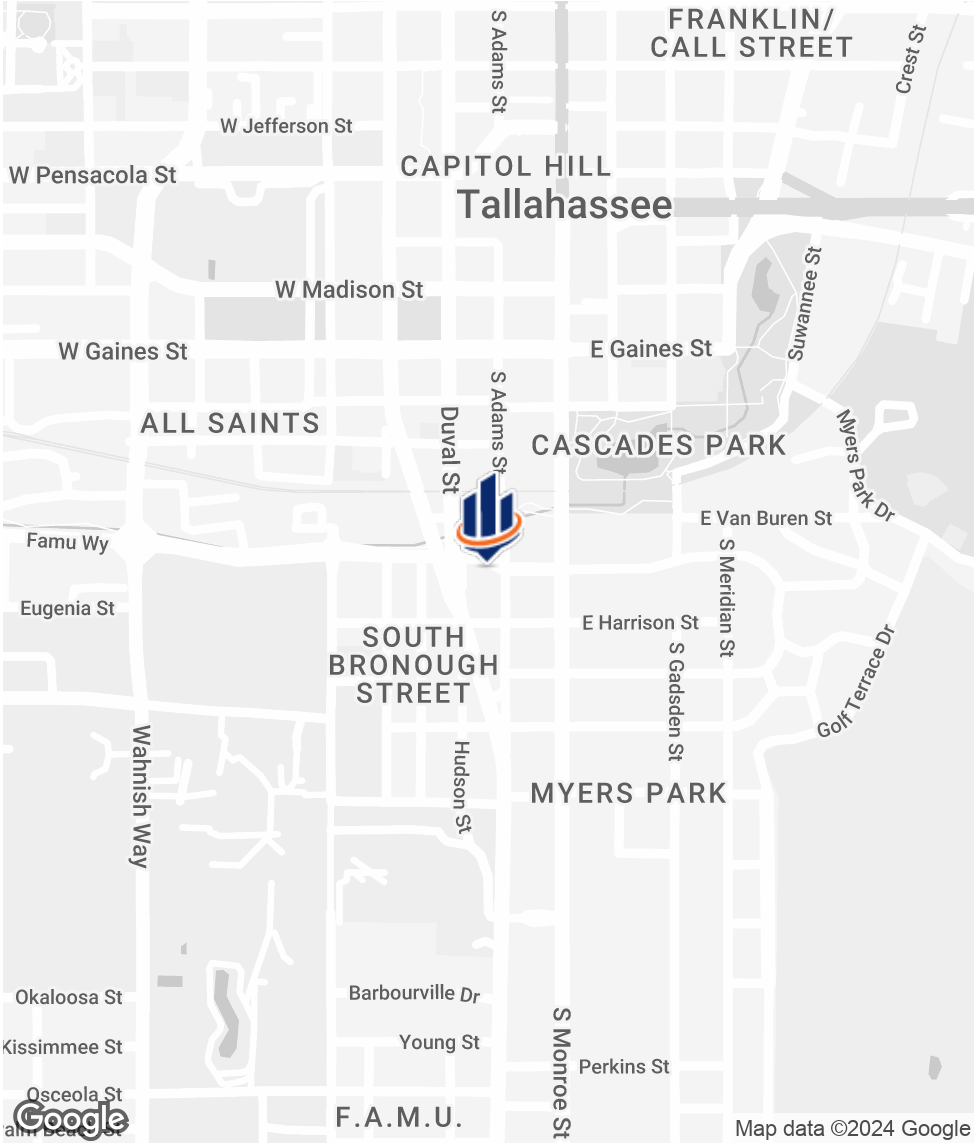 FRANKLIN/
CALL STREET
S Adams St
Crest St
W Jefferson St
CAPITOL HILL
W Pensacola St
Tallahassee
Suwannee St
W Madison St
E Gaines St
W Gaines St
S Adams St
Duval St
ALL SAINTS
CASCADES PARK
Myers Park Dr
E Van Buren St
Famu Wy
S Meridian St
Eugenia St
E Harrison St
SOUTH
BRONOUGH
STREET
S Gadsden St
Golf Terrace Dr
Wahnish Way
Hudson St
MYERS PARK
Okaloosa St
Barbourville Dr
S Monroe St
Young St
Kissimmee St
Perkins St
Osceola St
Google
F.A.M.U.
Map data ©2024 Google